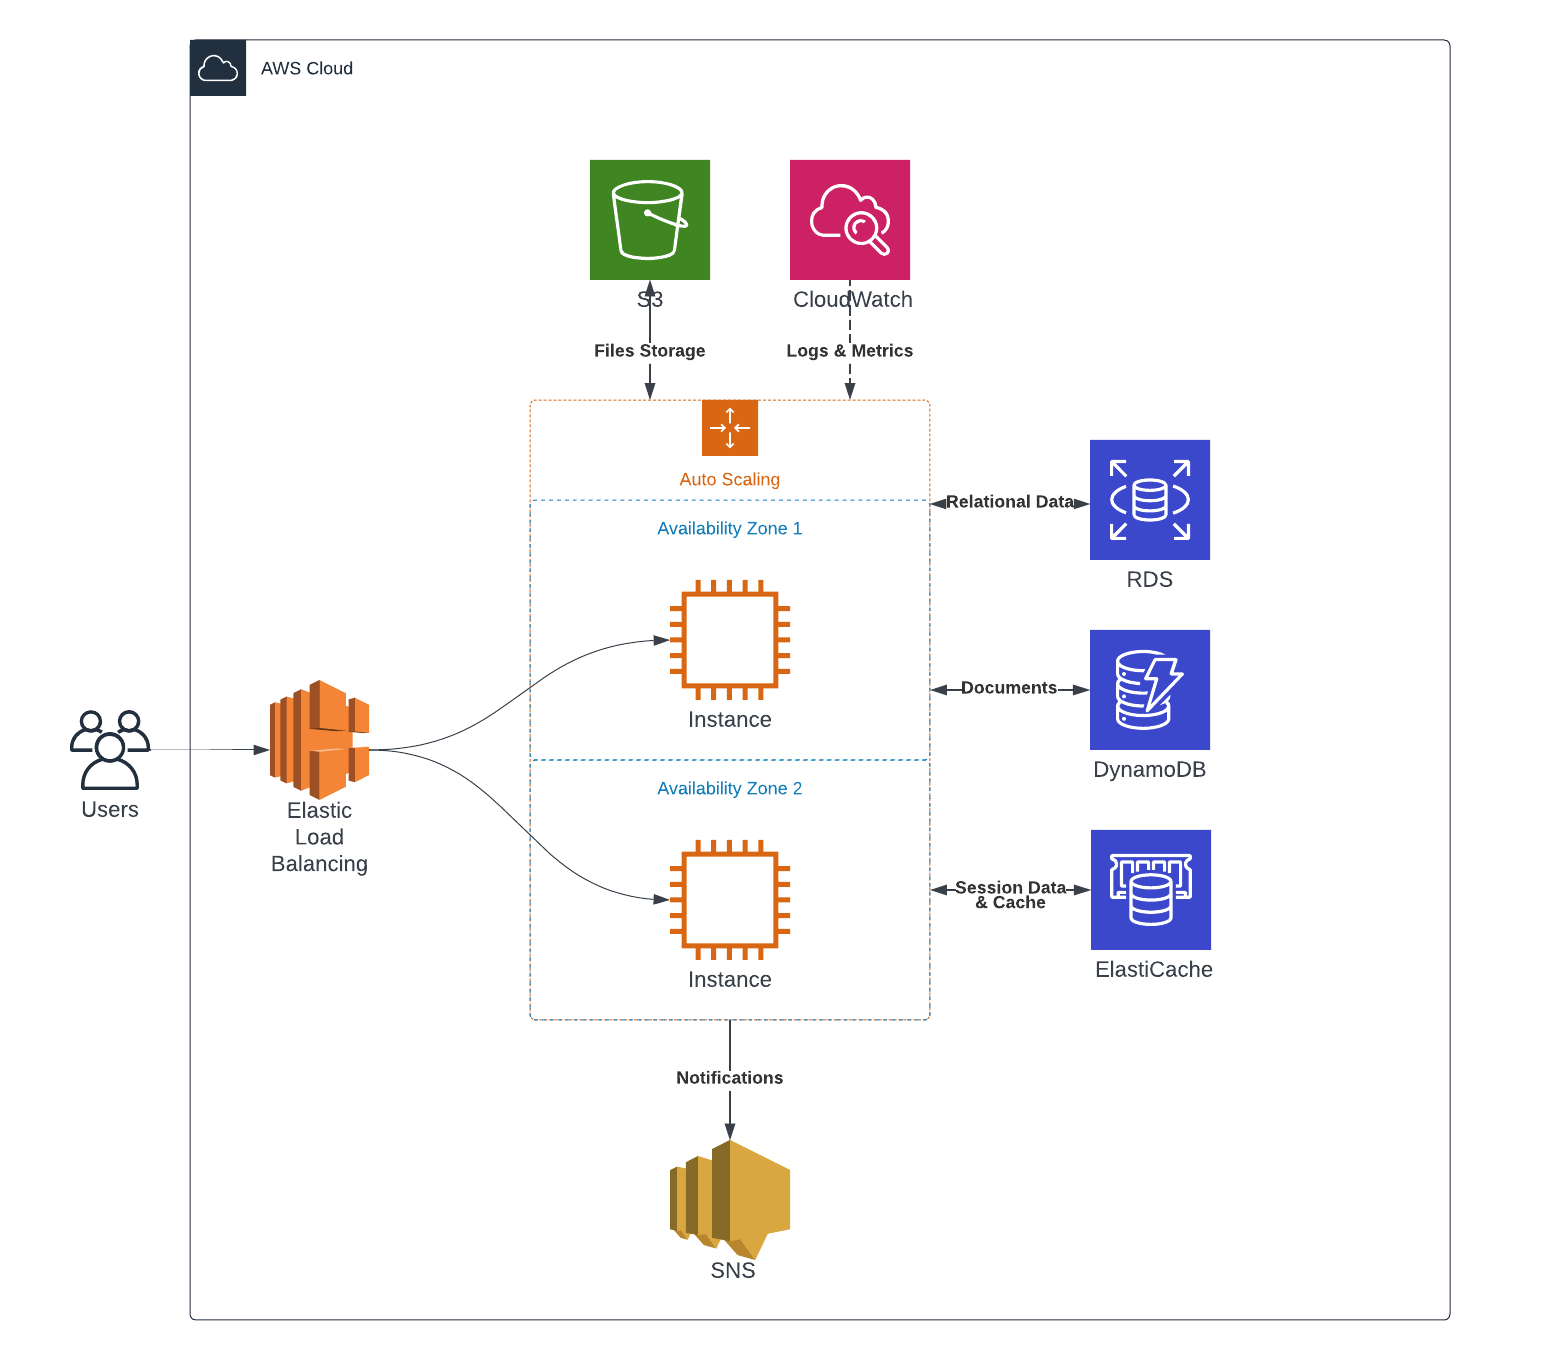 AWS Cloud
S3
CloudWatch
Files Storage
Logs & Metrics
Auto Scaling
Relational Data
Availability Zone 1
RDS
Instance
Documents
DynamoDB
Availability Zone 2
Users
Elastic
Load
Balancing
Session Data
& Cache
ElastiCache
Instance
Notifications
SNS